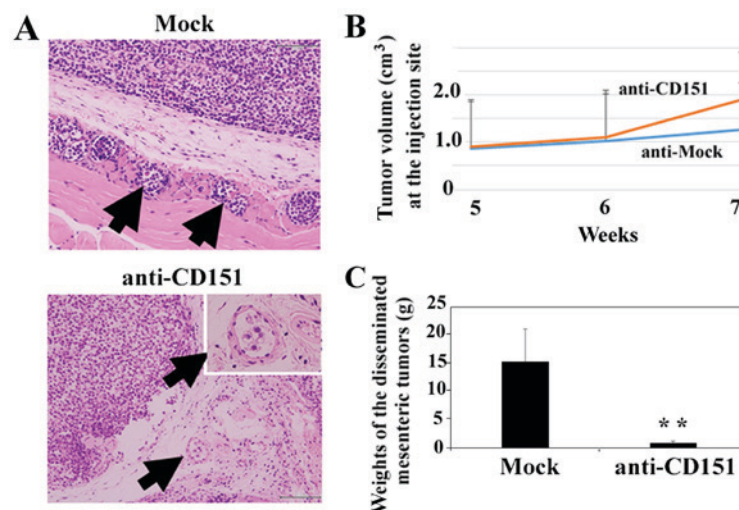 A
Mock
anti-CD151
B
Tumor volume (cm3)
at the injection site
2.0
1.0
0
anti-CD151
anti-Mock
5
6
7
Weeks
C
Weights of the disseminated
mesenteric tumors (g)
25
20
15
10
5
0
**
Mock
anti-CD151